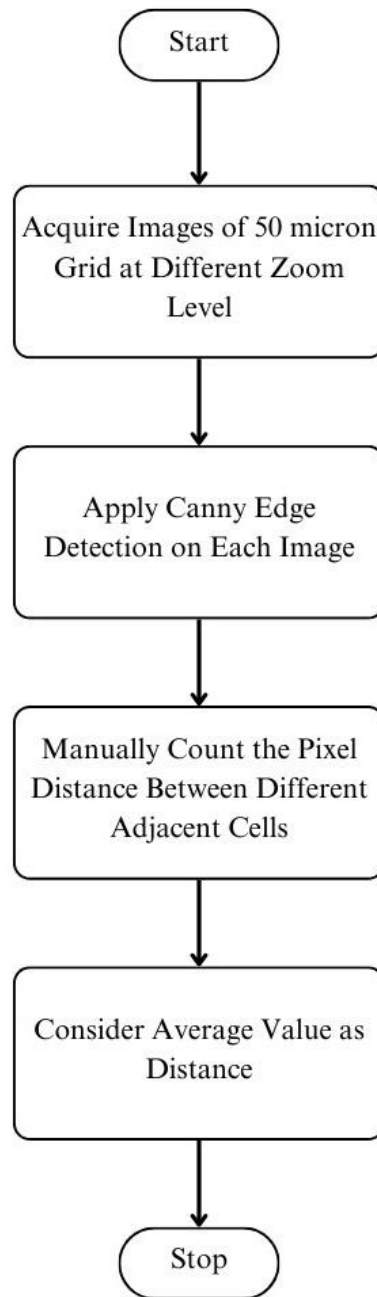 Start
Acquire Images of 50 micron
Grid at Different Zoom
Level
Apply Canny Edge
Detection on Each Image
Manually Count the Pixel
Distance Between Different
Adjacent Cells
Consider Average Value as
Distance
Stop